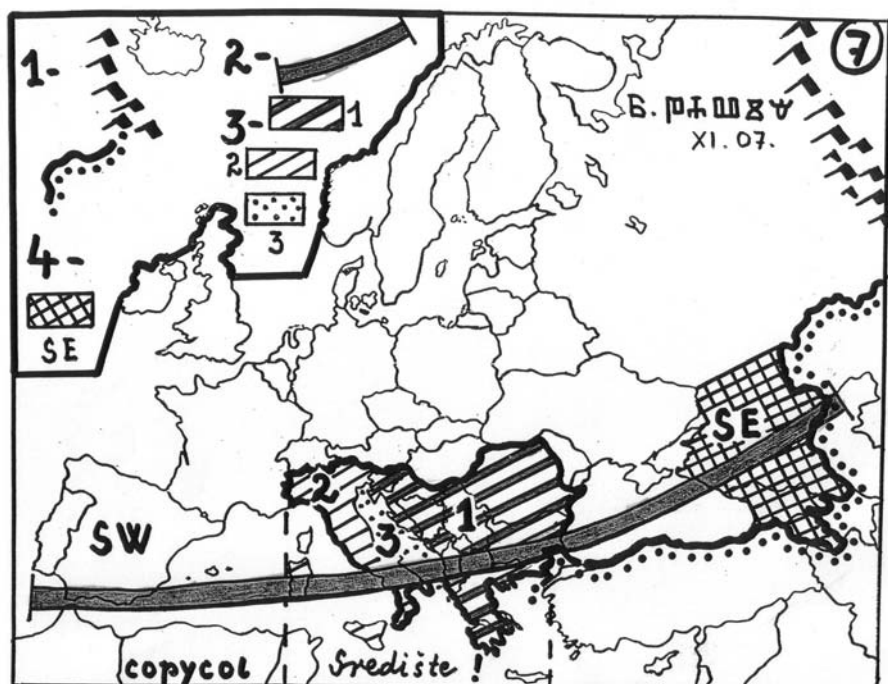 1-
2-
7
3-
1
2
3
XI. 07.
4-
SE
SE
2
1
3
SW
copycol
Središte !